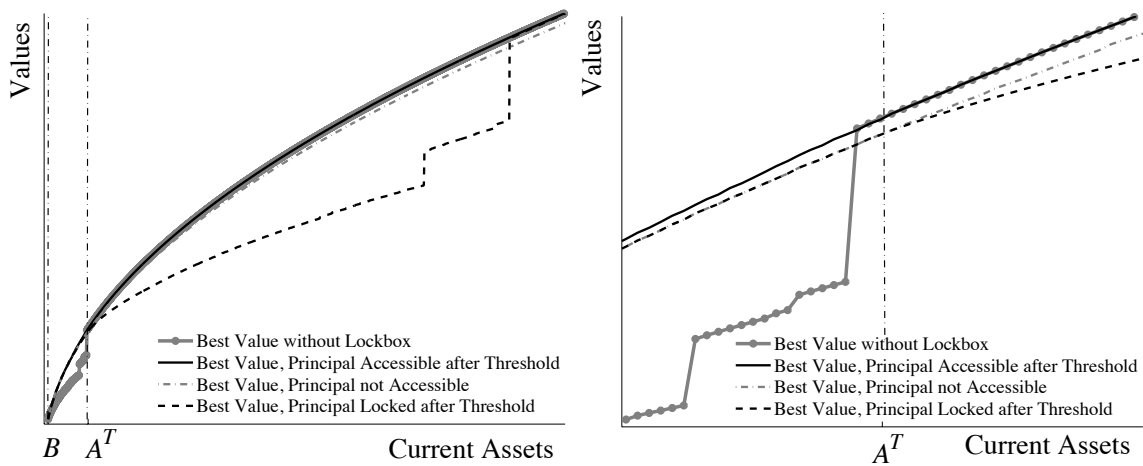 Values
Best Value without Lockbox
Best Value, Principal Accessible after Threshold
Best Value, Principal not Accessible
Best Value, Principal Locked after Threshold
B
A^T
Current Assets
Values
Best Value without Lockbox
Best Value, Principal Accessible after Threshold
Best Value, Principal not Accessible
Best Value, Principal Locked after Threshold
A^T
Current Assets